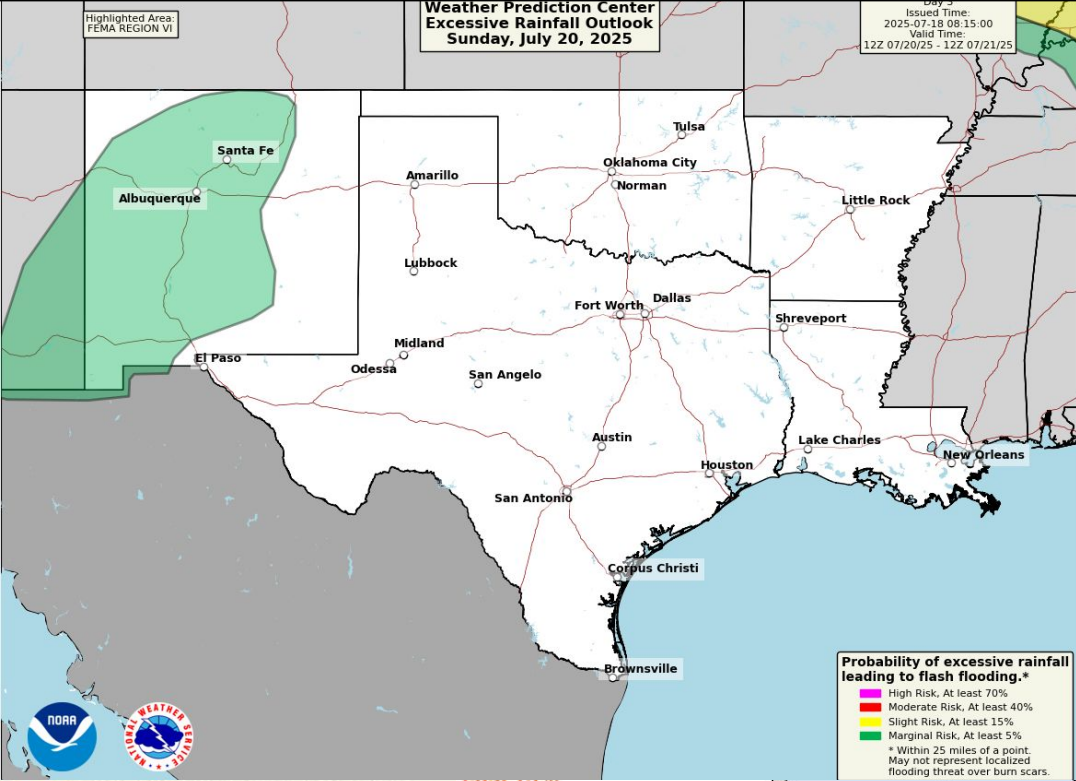 Weather Prediction Center
Excessive Rainfall Outlook
Sunday, July 20, 2025
Highlighted Area:
FEMA REGION VI
Day 3
Issued Time:
2025-07-18 08:15:00
Valid Time:
12Z 07/20/25 - 12Z 07/21/25
Tulsa
Santa Fe
Oklahoma City
Amarillo
Norman
Albuquerque
Little Rock
Lubbock
Fort Worth
Dallas
Shreveport
Midland
El Paso
Odessa
San Angelo
Austin
Lake Charles
New Orleans
Houston
San Antonio
Corpus Christi
Brownsville
Probability of excessive rainfall
leading to flash flooding.*
High Risk, At least 70%
Moderate Risk, At least 40%
Slight Risk, At least 15%
Marginal Risk, At least 5%
* Within 25 miles of a point.
May not represent localized
flooding threat over burn scars.
NOAA
NATIONAL WEATHER SERVICE